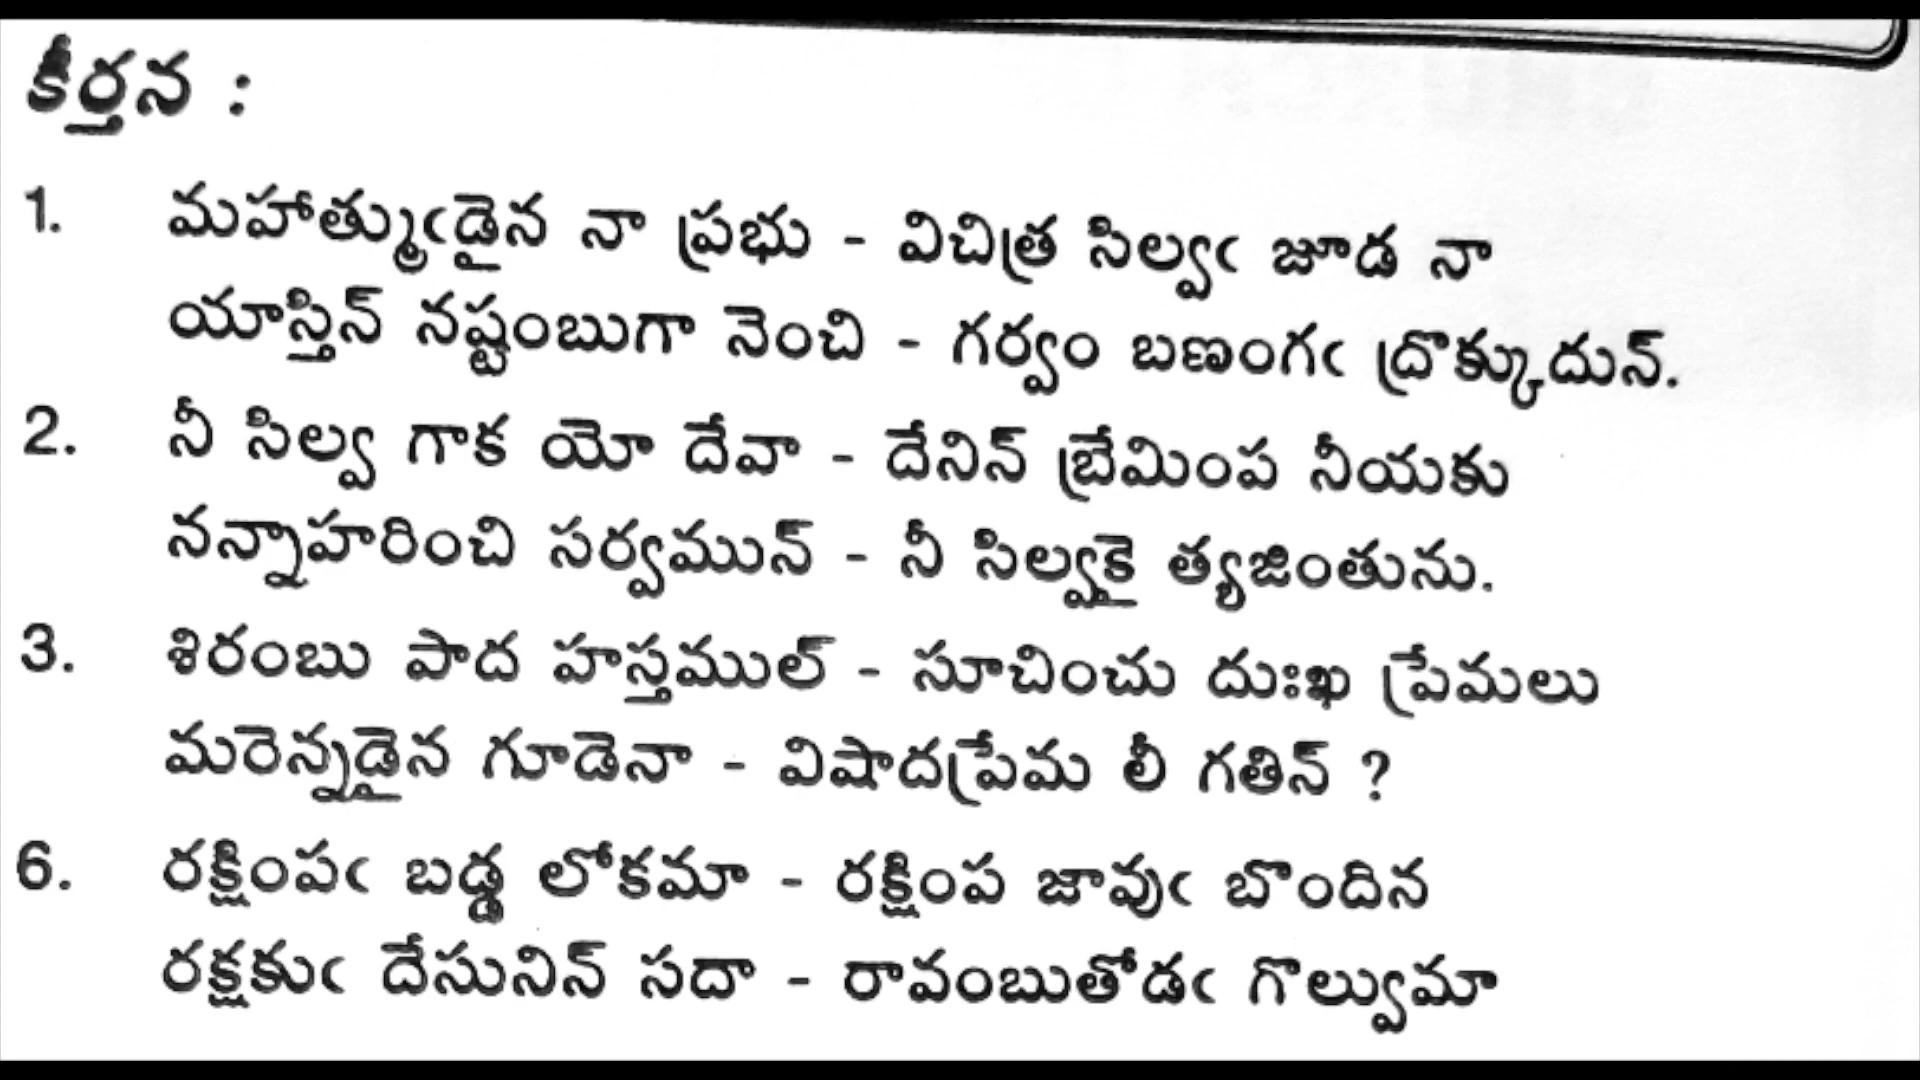 కీర్తన :
1. మహాత్ముఁడైన నా ప్రభు - విచిత్ర సిల్వఁ జూడ నా
యాస్తిన్ నష్టంబుగా నెంచి - గర్వం బణంగఁ ద్రొక్కుదున్.
2. నీ సిల్వ గాక యో దేవా - దేనిన్ బ్రేమింప నీయకు
నన్నాహరించి సర్వమున్ - నీ సిల్వకై త్యజింతును.
3. శిరంబు పాద హస్తముల్ - సూచించు దుఃఖ ప్రేమలు
మరెన్నడైన గూడెనా - విషాదప్రేమ లీ గతిన్ ?
6. రక్షింపఁ బడ్డ లోకమా - రక్షింప జావుఁ బొందిన
రక్షకుఁ దేసునిన్ సదా - రావంబుతోడఁ గొల్వుమా